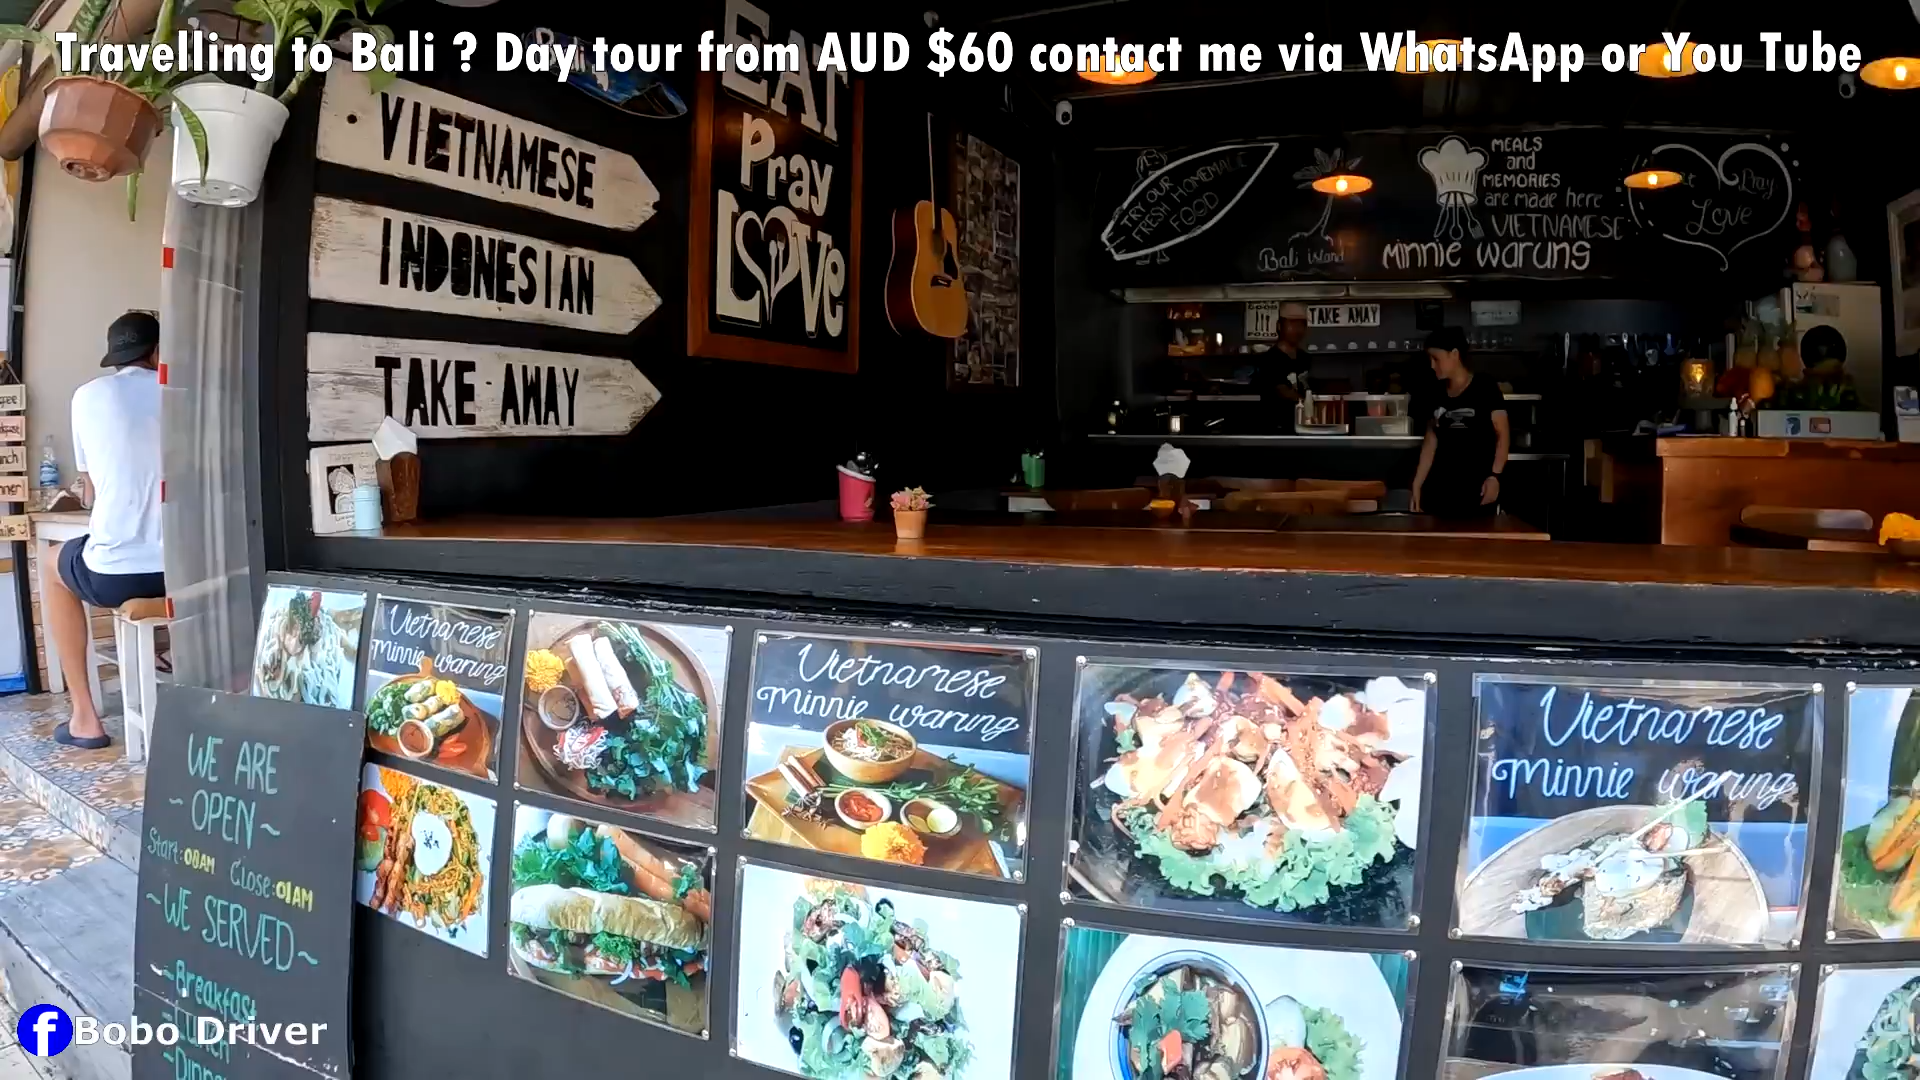 Travelling to Bali ? Day tour from AUD $60 contact me via WhatsApp or You Tube
VIETNAMESE
INDONESIAN
TAKE AWAY
EAT
Pray
LOVE
TRY OUR
FRESH HOMEMADE
FOOD
Bali island
MEALS
and
MEMORIES
are made here
VIETNAMESE
Minnie warung
Pray
Love
TAKE AWAY
Vietnamese
Minnie warung
Vietnamese
Minnie warung
Vietnamese
Minnie warung
WE ARE
~ OPEN ~
Start: 08AM Close: 01AM
~WE SERVED~
-Breakfast
-Lunch
-Dinner
f Bobo Driver